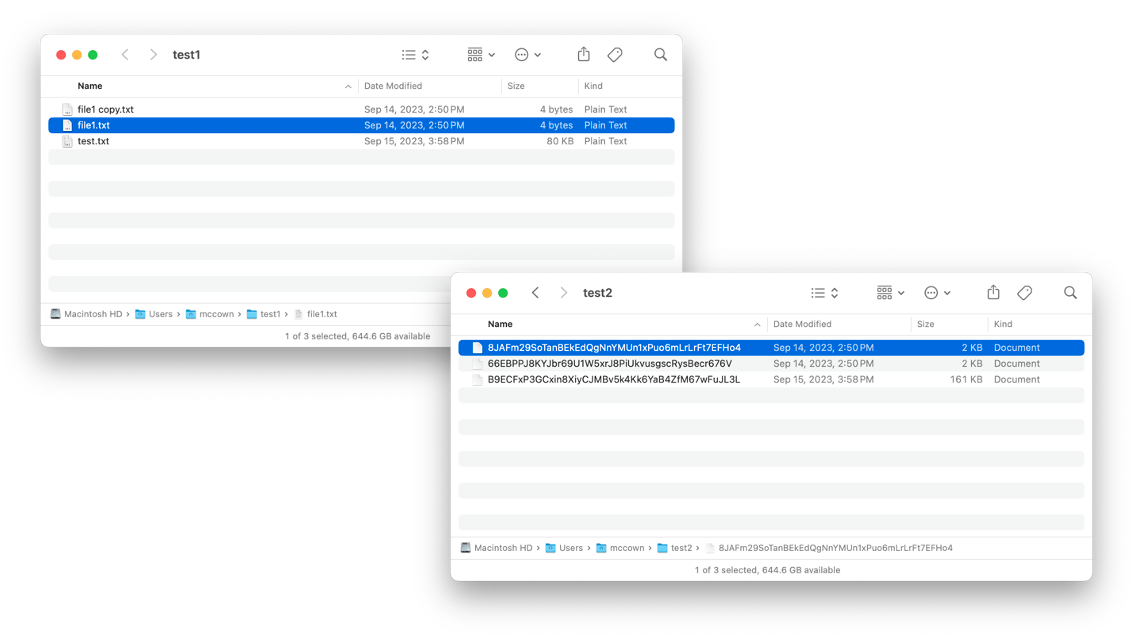 test1
Name Date Modified Size Kind
file1 copy.txt Sep 14, 2023, 2:50 PM 4 bytes Plain Text
file1.txt Sep 14, 2023, 2:50 PM 4 bytes Plain Text
test.txt Sep 15, 2023, 3:58 PM 80 KB Plain Text
Macintosh HD › Users › mccown › test1 › file1.txt
1 of 3 selected, 644.6 GB available
test2
Name Date Modified Size Kind
8JAFm29SoTanBEkEdQgNnYMUn1xPuo6mLrLrFt7EFHo4 Sep 14, 2023, 2:50 PM 2 KB Document
66EBPPJ8KYJbr69U1W5xrJ8PiUkvusgscRysBecr676V Sep 14, 2023, 2:50 PM 2 KB Document
B9ECFxP3GCxin8XiyCJMBv5k4Kk6YaB4ZfM67wFuJL3L Sep 15, 2023, 3:58 PM 161 KB Document
Macintosh HD › Users › mccown › test2 › 8JAFm29SoTanBEkEdQgNnYMUn1xPuo6mLrLrFt7EFHo4
1 of 3 selected, 644.6 GB available